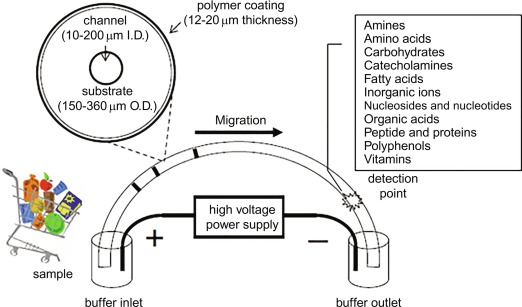 channel
(10-200 μm I.D.)
substrate
(150-360 μm O.D.)
polymer coating
(12-20 μm thickness)
Amines
Amino acids
Carbohydrates
Catecholamines
Fatty acids
Inorganic ions
Nucleosides and nucleotides
Organic acids
Peptide and proteins
Polyphenols
Vitamins
Migration
detection
point
high voltage
power supply
+
−
sample
buffer inlet
buffer outlet